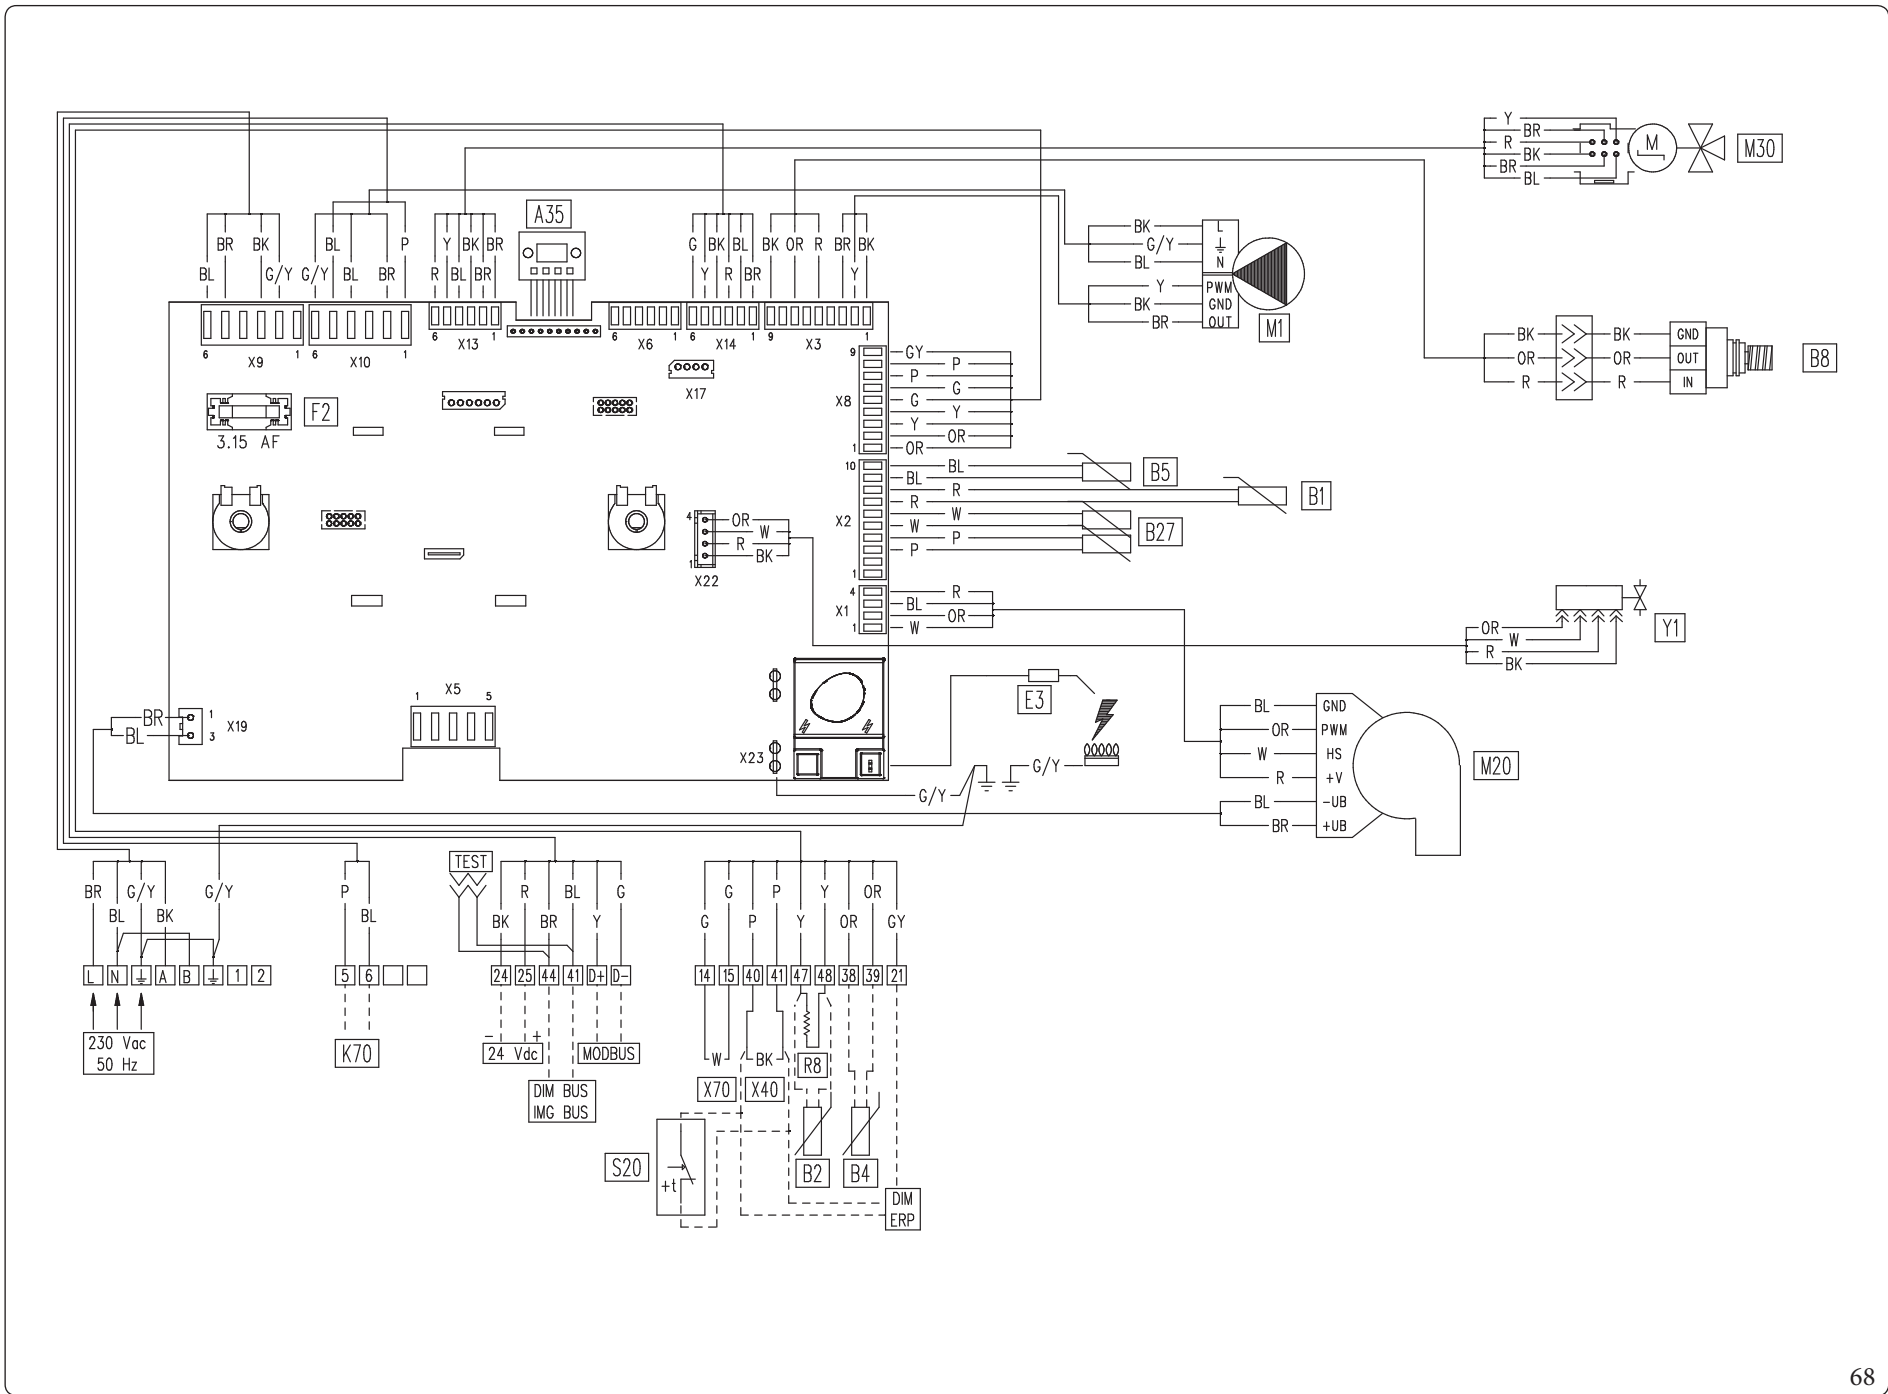 Y
BR
R
BK
BR
BL
M
M30
A35
BL
BR
BK
G/Y
G/Y
BL
BL
BR
P
R
Y
BL
BK
BR
BR
G
Y
BK
R
BL
BR
BK
OR
R
BR
Y
BK
6 1
X9
6 1
X10
6 1
X13
6 1
X6
6 1
X14
9 1
X3
BK
G/Y
BL
L
N
Y
BK
BR
PWM
GND
OUT
M1
BK
OR
R
BK
OR
R
GND
OUT
IN
B8
F2
3.15 AF
X17
9
X8
1
GY
P
P
G
G
Y
Y
OR
OR
10
X2
1
BL
BL
R
R
W
W
P
P
B5
B1
B27
4
1
X22
OR
W
R
BK
4
X1
1
R
BL
OR
W
OR
W
R
BK
Y1
E3
G/Y
G/Y
X23
BR
BL
1
3
X19
1 X5 5
BL
OR
W
R
BL
BR
GND
PWM
HS
+V
-UB
+UB
M20
BR
BL
G/Y
BK
G/Y
L
N
A
B
1
2
230 Vac
50 Hz
P
BL
5
6
K70
TEST
BK
R
BR
BL
Y
G
24
25
44
41
D+
D-
- +
24 Vdc
MODBUS
DIM BUS
IMG BUS
G
G
P
P
Y
Y
OR
OR
GY
14
15
40
41
47
48
38
39
21
W
BK
X70
X40
R8
S20
+t
B2
B4
DIM
ERP
68